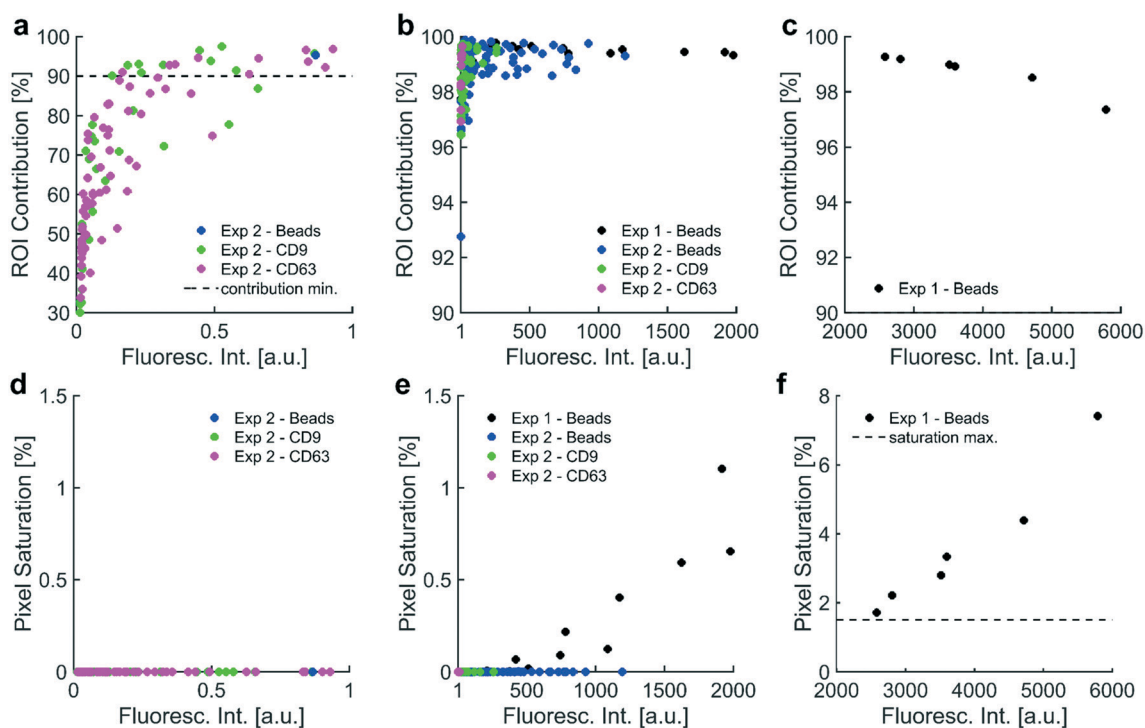 a
ROI Contribution [%]
100
90
80
70
60
50
40
30
Exp 2 - Beads
Exp 2 - CD9
Exp 2 - CD63
contribution min.
0 0.5 1
Fluoresc. Int. [a.u.]
b
ROI Contribution [%]
100
98
96
94
92
90
Exp 1 - Beads
Exp 2 - Beads
Exp 2 - CD9
Exp 2 - CD63
1 500 1000 1500 2000
Fluoresc. Int. [a.u.]
c
ROI Contribution [%]
100
98
96
94
92
90
Exp 1 - Beads
2000 3000 4000 5000 6000
Fluoresc. Int. [a.u.]
d
Pixel Saturation [%]
1.5
1
0.5
0
Exp 2 - Beads
Exp 2 - CD9
Exp 2 - CD63
0 0.5 1
Fluoresc. Int. [a.u.]
e
Pixel Saturation [%]
1.5
1
0.5
0
Exp 1 - Beads
Exp 2 - Beads
Exp 2 - CD9
Exp 2 - CD63
1 500 1000 1500 2000
Fluoresc. Int. [a.u.]
f
Pixel Saturation [%]
8
6
4
2
0
Exp 1 - Beads
saturation max.
2000 3000 4000 5000 6000
Fluoresc. Int. [a.u.]